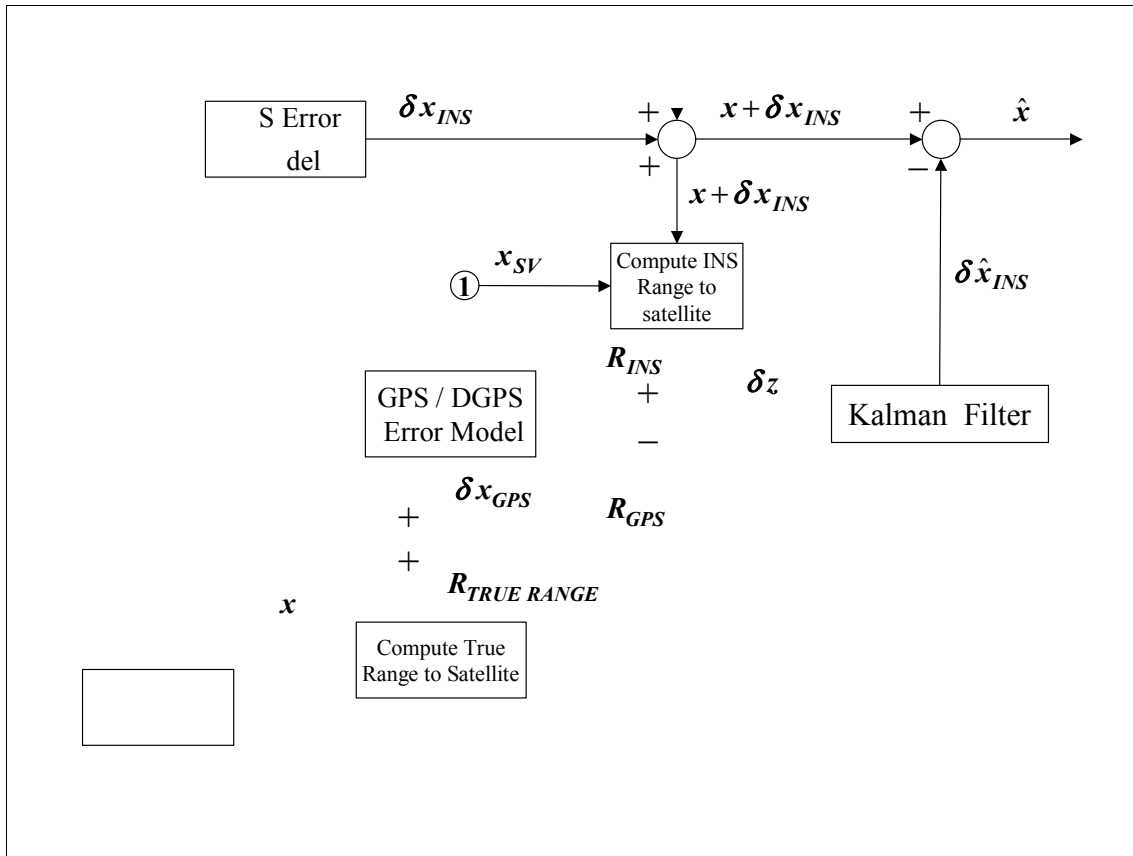 S Error
del
δx_INS
+
+
x + δx_INS
+
−
x̂
x + δx_INS
1
x_SV
Compute INS
Range to
satellite
δx̂_INS
R_INS
+
δz
−
GPS / DGPS
Error Model
Kalman Filter
δx_GPS
R_GPS
+
+
R_TRUE RANGE
x
Compute True
Range to Satellite